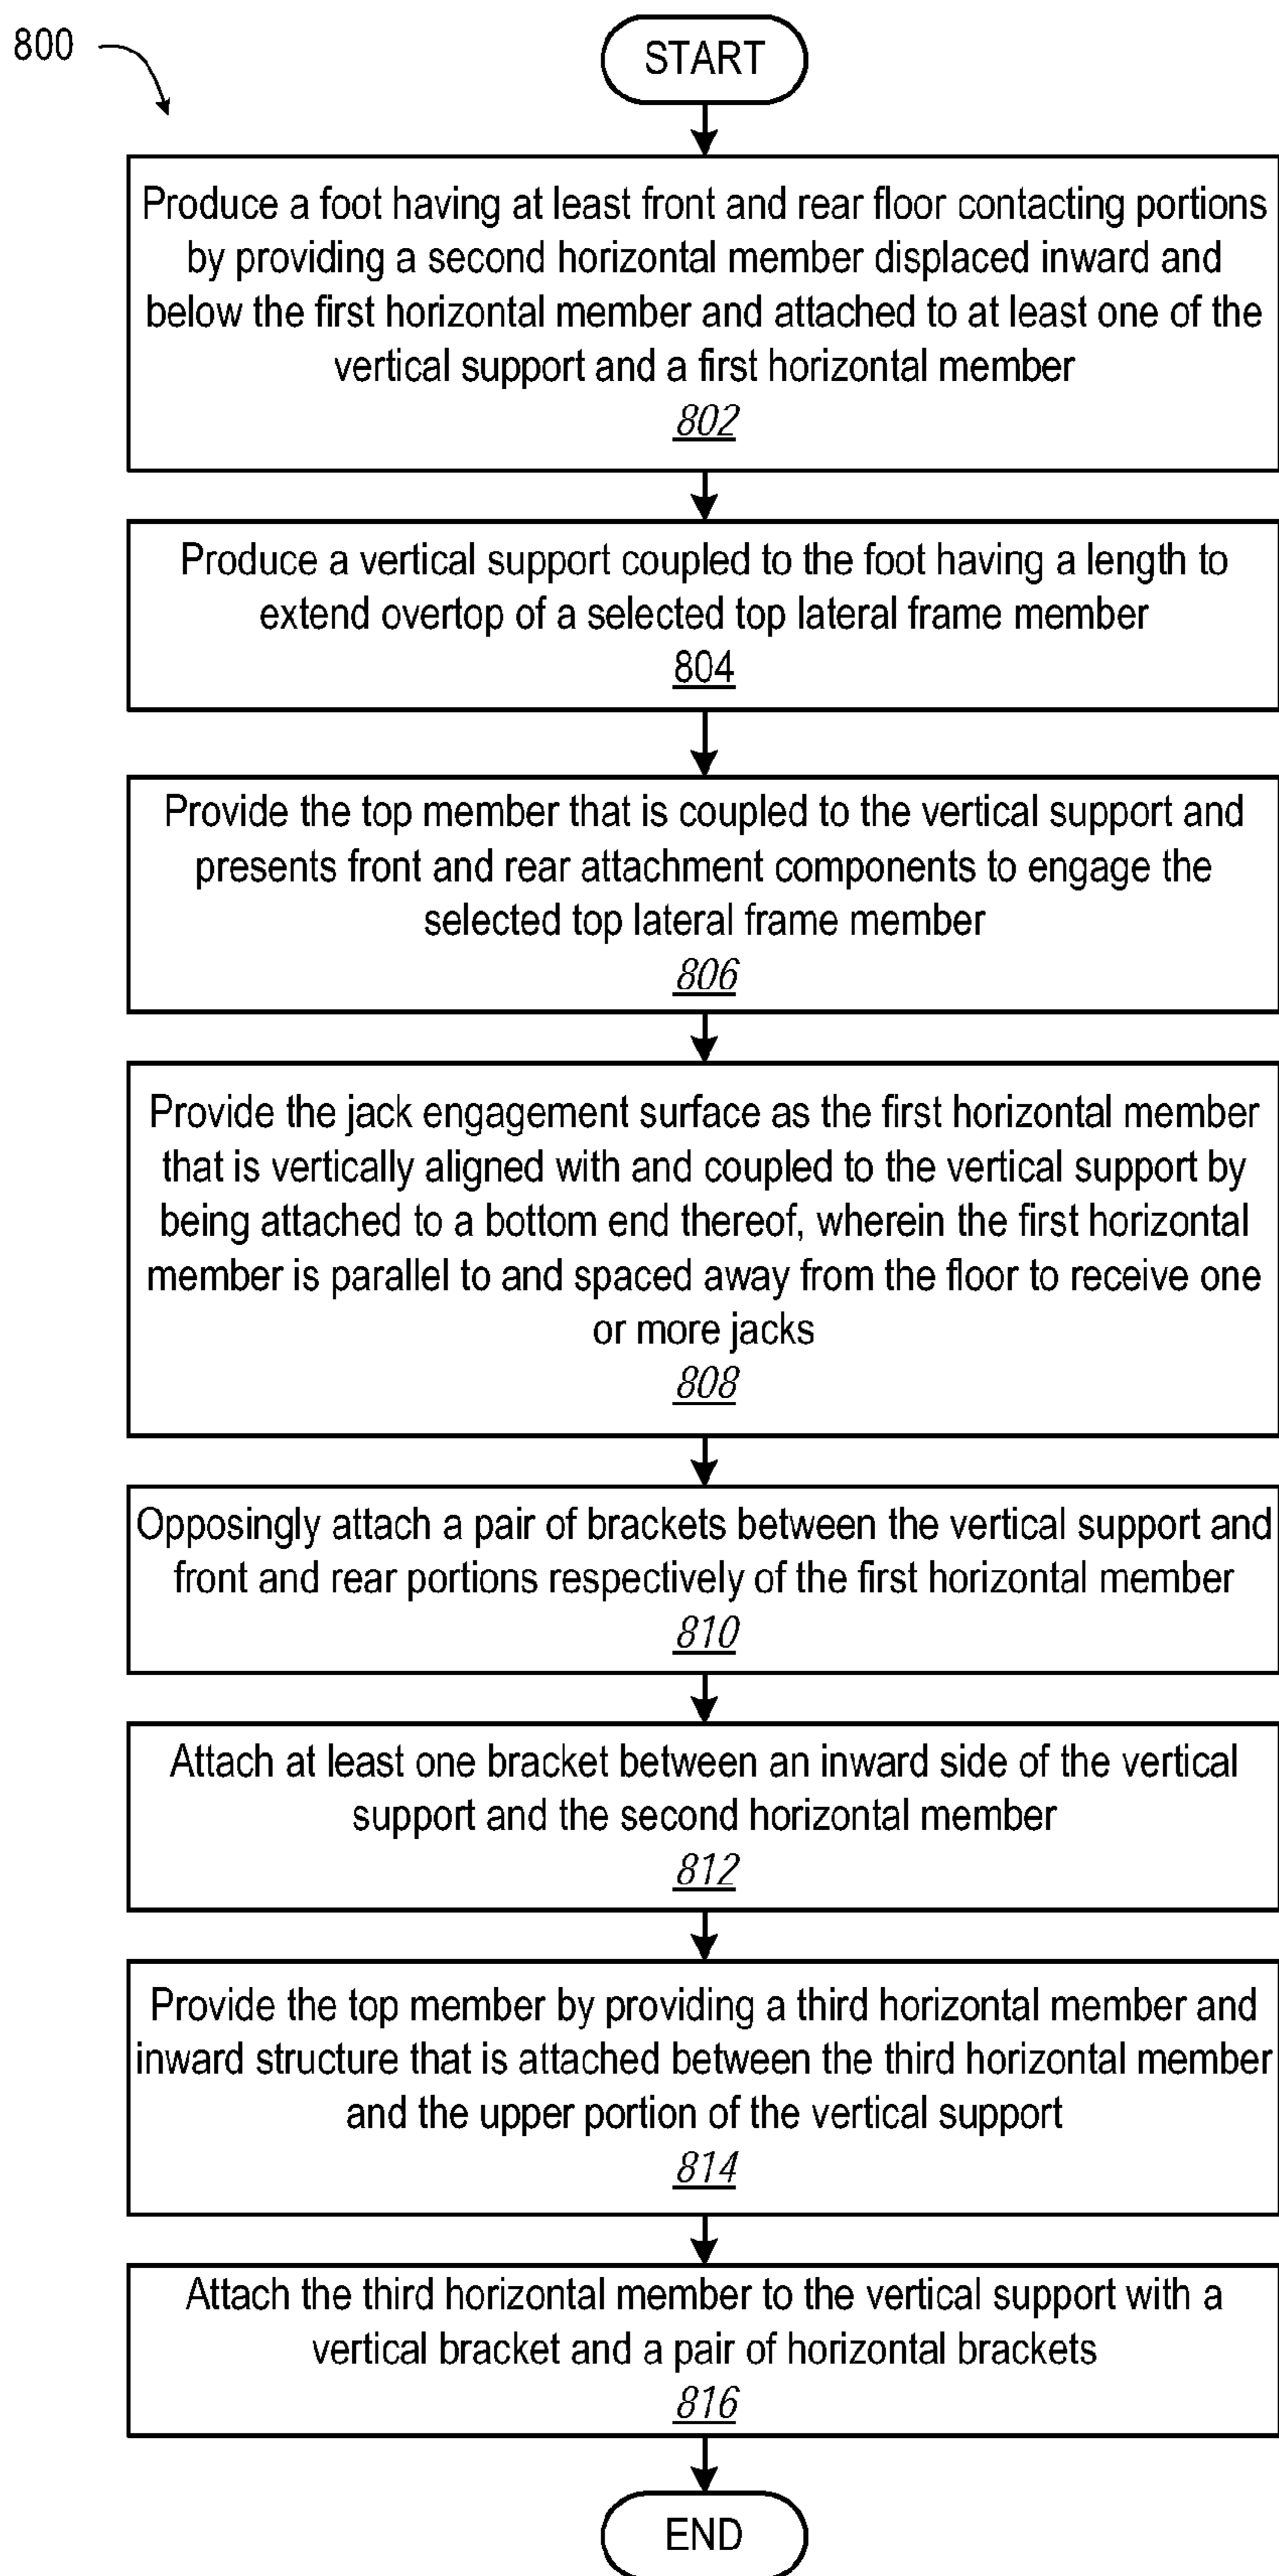 800
START
Produce a foot having at least front and rear floor contacting portions
by providing a second horizontal member displaced inward and
below the first horizontal member and attached to at least one of the
vertical support and a first horizontal member
802
Produce a vertical support coupled to the foot having a length to
extend overtop of a selected top lateral frame member
804
Provide the top member that is coupled to the vertical support and
presents front and rear attachment components to engage the
selected top lateral frame member
806
Provide the jack engagement surface as the first horizontal member
that is vertically aligned with and coupled to the vertical support by
being attached to a bottom end thereof, wherein the first horizontal
member is parallel to and spaced away from the floor to receive one
or more jacks
808
Opposingly attach a pair of brackets between the vertical support and
front and rear portions respectively of the first horizontal member
810
Attach at least one bracket between an inward side of the vertical
support and the second horizontal member
812
Provide the top member by providing a third horizontal member and
inward structure that is attached between the third horizontal member
and the upper portion of the vertical support
814
Attach the third horizontal member to the vertical support with a
vertical bracket and a pair of horizontal brackets
816
END